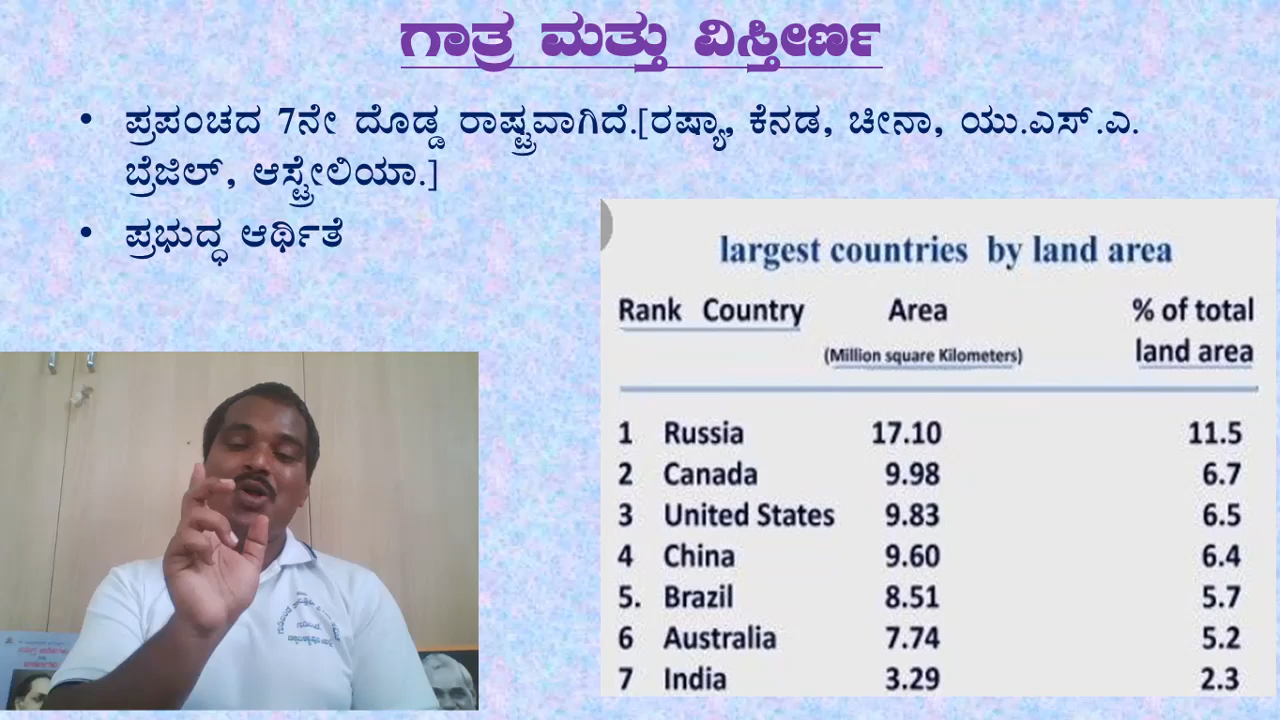 ಗಾತ್ರ ಮತ್ತು ವಿಸ್ತೀರ್ಣ
• ಪ್ರಪಂಚದ 7ನೇ ದೊಡ್ಡ ರಾಷ್ಟ್ರವಾಗಿದೆ.[ರಷ್ಯಾ, ಕೆನಡ, ಚೀನಾ, ಯು.ಎಸ್.ಎ.
ಬ್ರೆಜಿಲ್, ಆಸ್ಟ್ರೇಲಿಯಾ.]
• ಪ್ರಭುದ್ಧ ಆರ್ಥಿತೆ
largest countries by land area
Rank Country Area % of total
(Million square Kilometers) land area
1 Russia 17.10 11.5
2 Canada 9.98 6.7
3 United States 9.83 6.5
4 China 9.60 6.4
5. Brazil 8.51 5.7
6 Australia 7.74 5.2
7 India 3.29 2.3